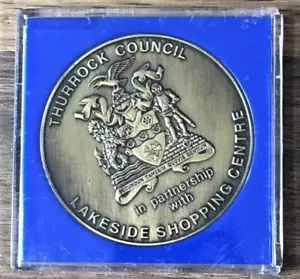 THURROCK COUNCIL
in partnership
with
LAKESIDE SHOPPING CENTRE